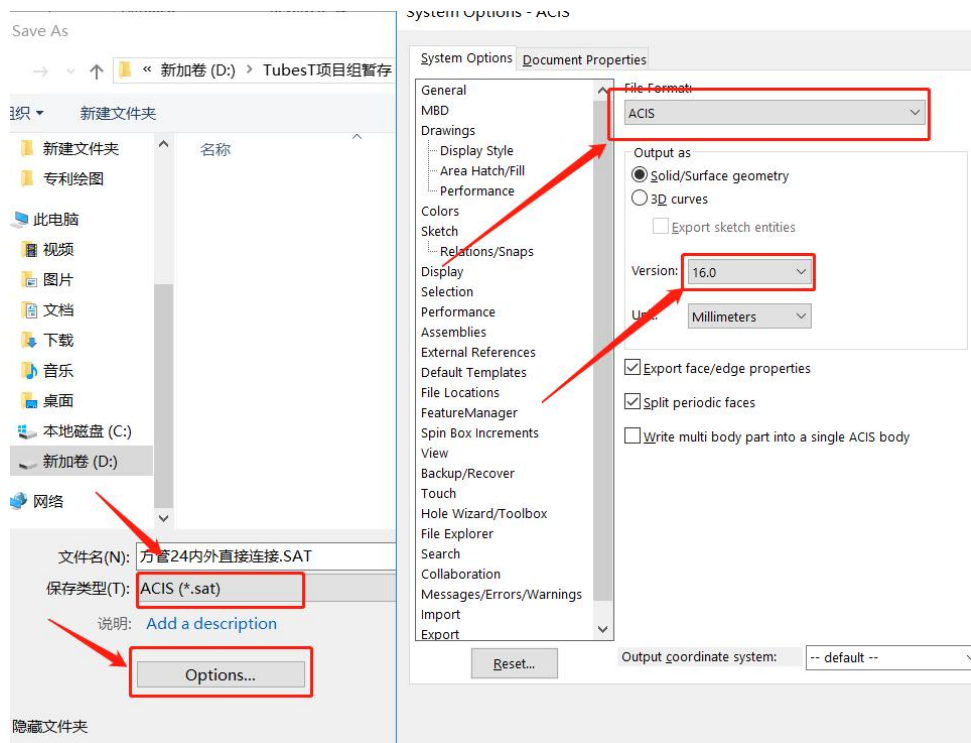 Save As
« 新加卷 (D:) > TubesT项目组暂存
组织 新建文件夹
名称
新建文件夹
专利绘图
此电脑
视频
图片
文档
下载
音乐
桌面
本地磁盘 (C:)
新加卷 (D:)
网络
文件名(N): 方管24内外直接连接.SAT
保存类型(T): ACIS (*.sat)
说明: Add a description
Options...
隐藏文件夹
System Options - ACIS
System Options Document Properties
General
MBD
Drawings
Display Style
Area Hatch/Fill
Performance
Colors
Sketch
Relations/Snaps
Display
Selection
Performance
Assemblies
External References
Default Templates
File Locations
FeatureManager
Spin Box Increments
View
Backup/Recover
Touch
Hole Wizard/Toolbox
File Explorer
Search
Collaboration
Messages/Errors/Warnings
Import
Export
Reset...
File Format:
ACIS
Output as
Solid/Surface geometry
3D curves
Export sketch entities
Version: 16.0
Unit: Millimeters
Export face/edge properties
Split periodic faces
Write multi body part into a single ACIS body
Output coordinate system: -- default --